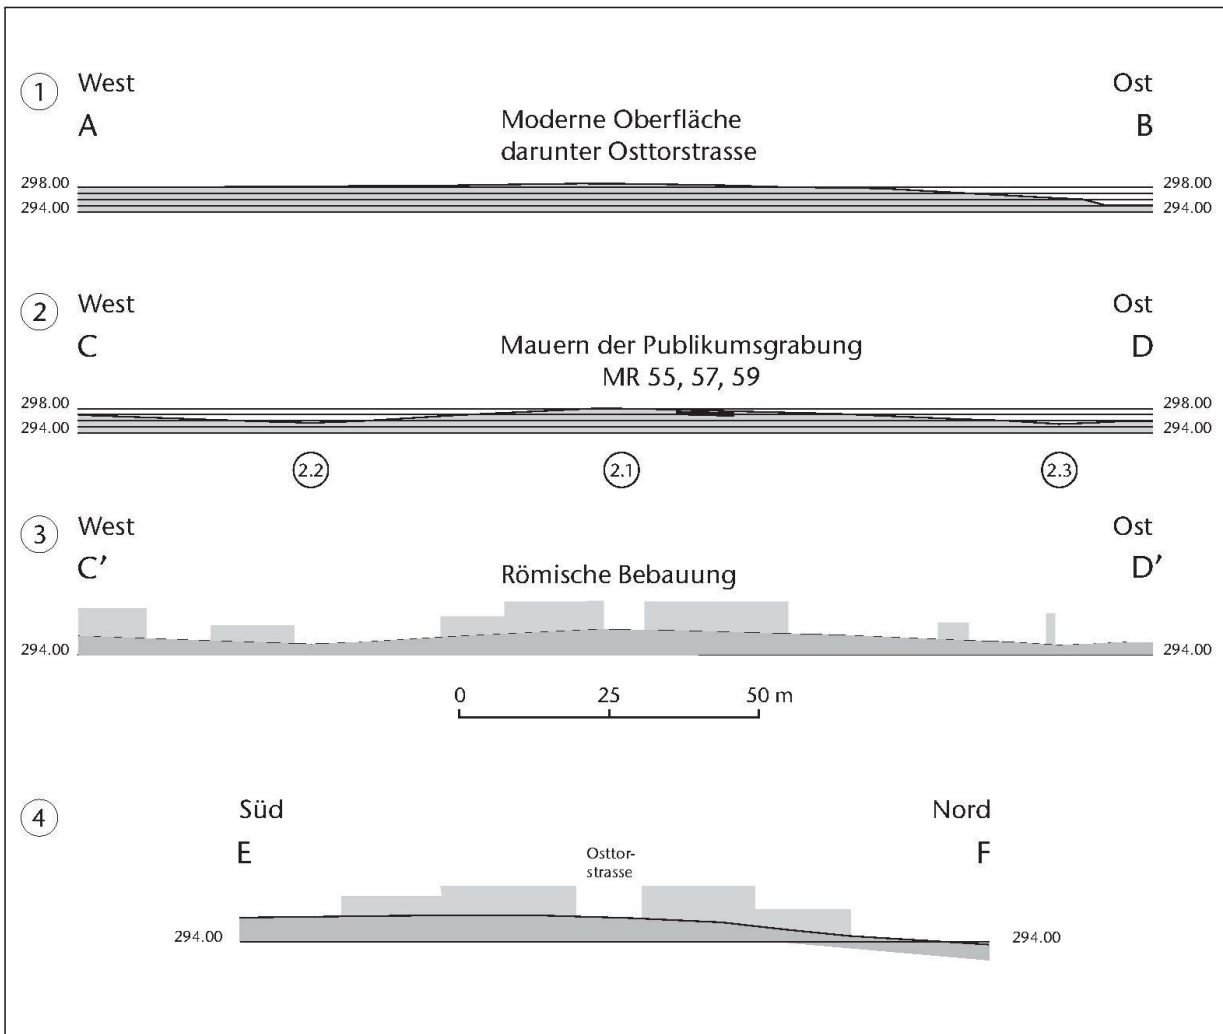 1
West
Ost
A
B
Moderne Oberfläche
darunter Osttorstrasse
298.00
298.00
294.00
294.00
2
West
Ost
C
D
Mauern der Publikumsgrabung
MR 55, 57, 59
298.00
298.00
294.00
294.00
2.2
2.1
2.3
3
West
Ost
C’
D’
Römische Bebauung
294.00
294.00
0
25
50 m
4
Süd
Nord
E
F
Osttor-
strasse
294.00
294.00